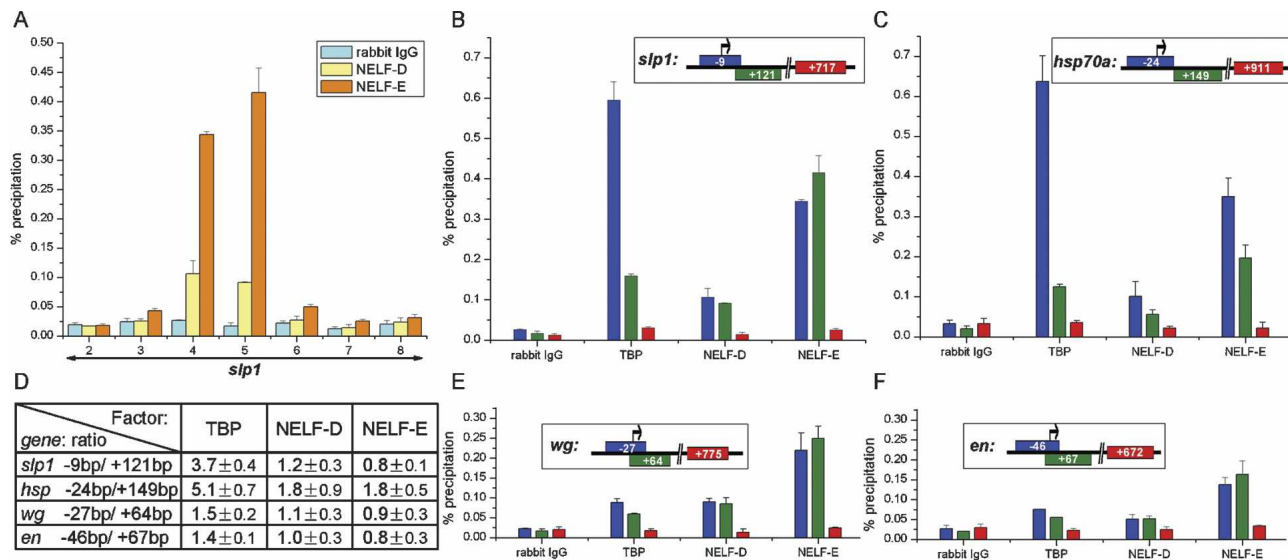 A
% precipitation
0.50
0.45
0.40
0.35
0.30
0.25
0.20
0.15
0.10
0.05
0.00
rabbit IgG
NELF-D
NELF-E
2 3 4 5 6 7 8
slp1
B
% precipitation
0.7
0.6
0.5
0.4
0.3
0.2
0.1
0.0
slp1: -9 +121 +717
rabbit IgG TBP NELF-D NELF-E
C
% precipitation
0.7
0.6
0.5
0.4
0.3
0.2
0.1
0.0
hsp70a: -24 +149 +911
rabbit IgG TBP NELF-D NELF-E
D
Factor: TBP NELF-D NELF-E
gene: ratio
slp1 -9bp/ +121bp 3.7±0.4 1.2±0.3 0.8±0.1
hsp -24bp/+149bp 5.1±0.7 1.8±0.9 1.8±0.5
wg -27bp/ +64bp 1.5±0.2 1.1±0.3 0.9±0.3
en -46bp/ +67bp 1.4±0.1 1.0±0.3 0.8±0.3
E
% precipitation
0.30
0.25
0.20
0.15
0.10
0.05
0.00
wg: -27 +64 +775
rabbit IgG TBP NELF-D NELF-E
F
% precipitation
0.30
0.25
0.20
0.15
0.10
0.05
0.00
en: -46 +67 +672
rabbit IgG TBP NELF-D NELF-E